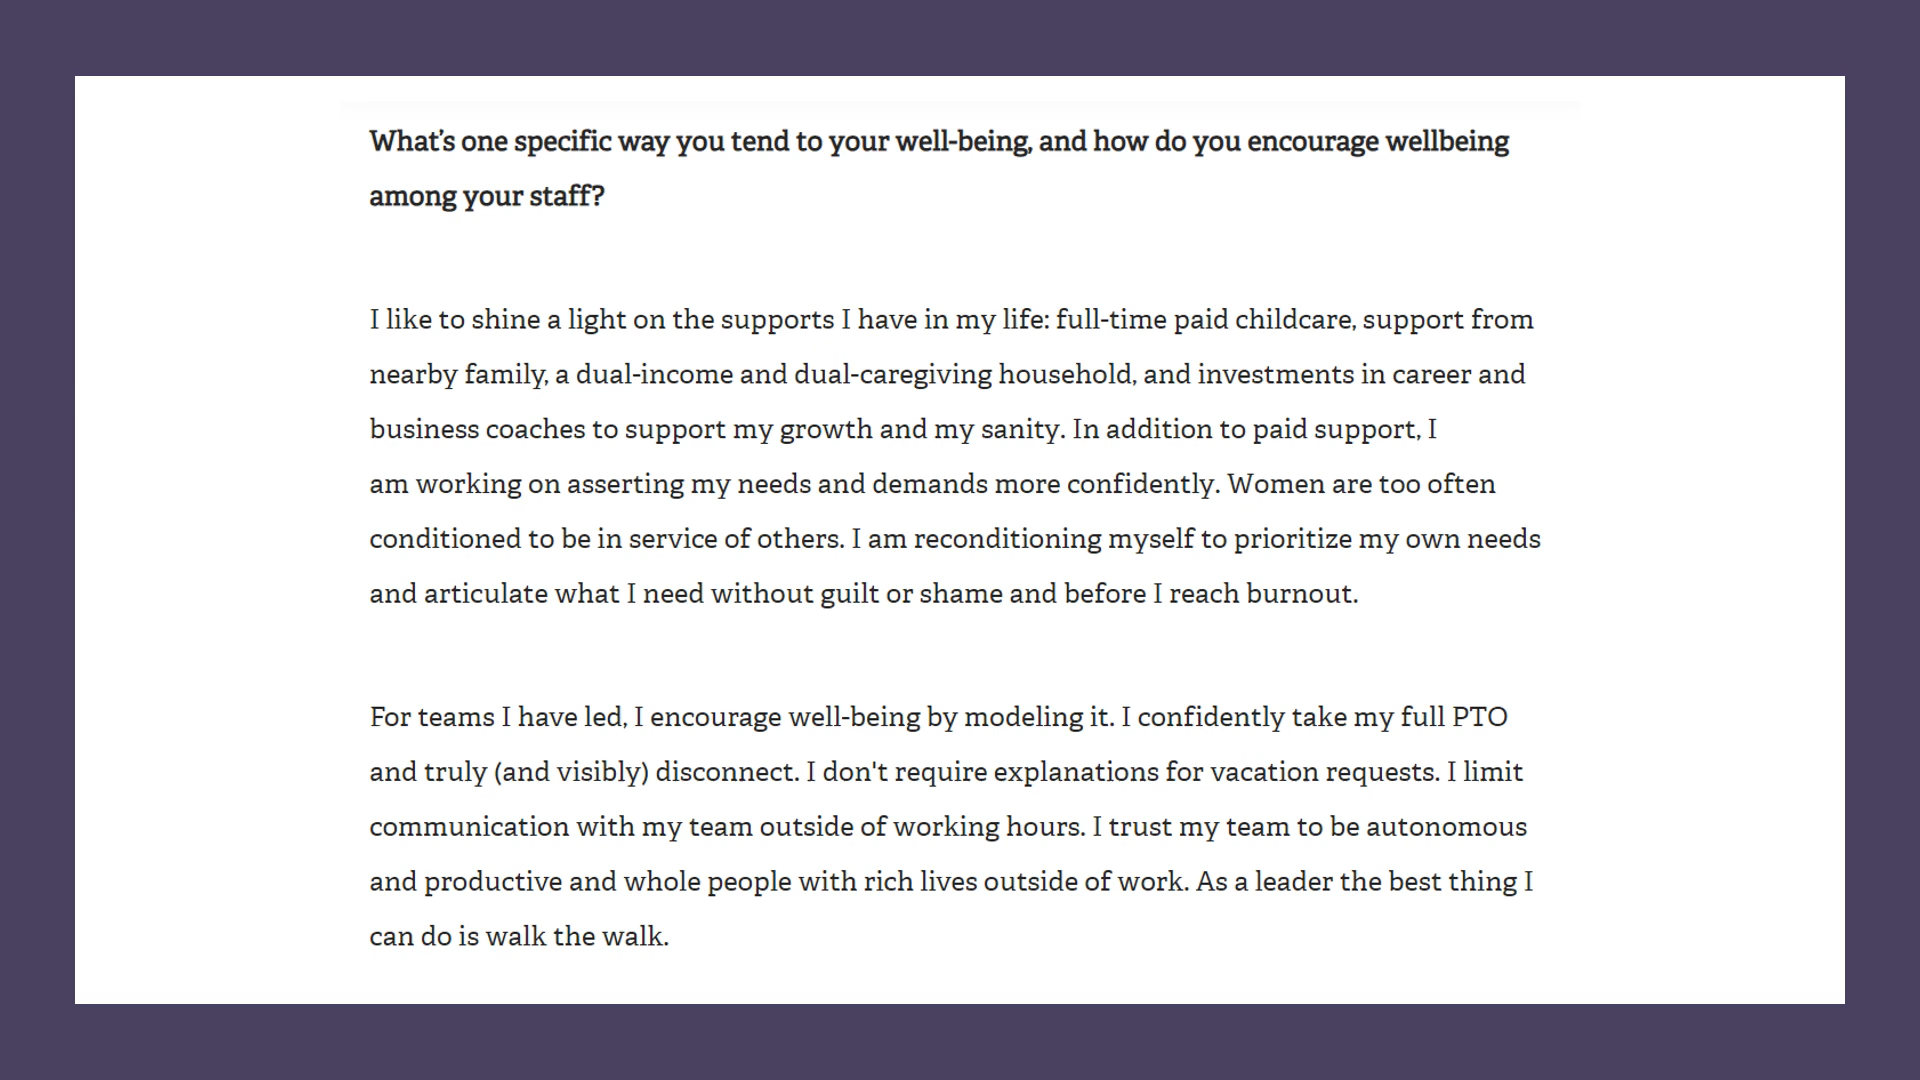 What’s one specific way you tend to your well-being, and how do you encourage wellbeing
among your staff?
I like to shine a light on the supports I have in my life: full-time paid childcare, support from
nearby family, a dual-income and dual-caregiving household, and investments in career and
business coaches to support my growth and my sanity. In addition to paid support, I
am working on asserting my needs and demands more confidently. Women are too often
conditioned to be in service of others. I am reconditioning myself to prioritize my own needs
and articulate what I need without guilt or shame and before I reach burnout.
For teams I have led, I encourage well-being by modeling it. I confidently take my full PTO
and truly (and visibly) disconnect. I don't require explanations for vacation requests. I limit
communication with my team outside of working hours. I trust my team to be autonomous
and productive and whole people with rich lives outside of work. As a leader the best thing I
can do is walk the walk.